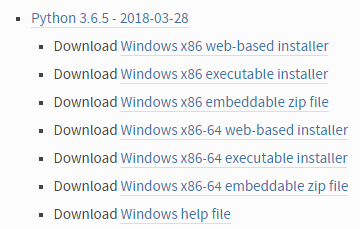 Python 3.6.5 - 2018-03-28
Download Windows x86 web-based installer
Download Windows x86 executable installer
Download Windows x86 embeddable zip file
Download Windows x86-64 web-based installer
Download Windows x86-64 executable installer
Download Windows x86-64 embeddable zip file
Download Windows help file